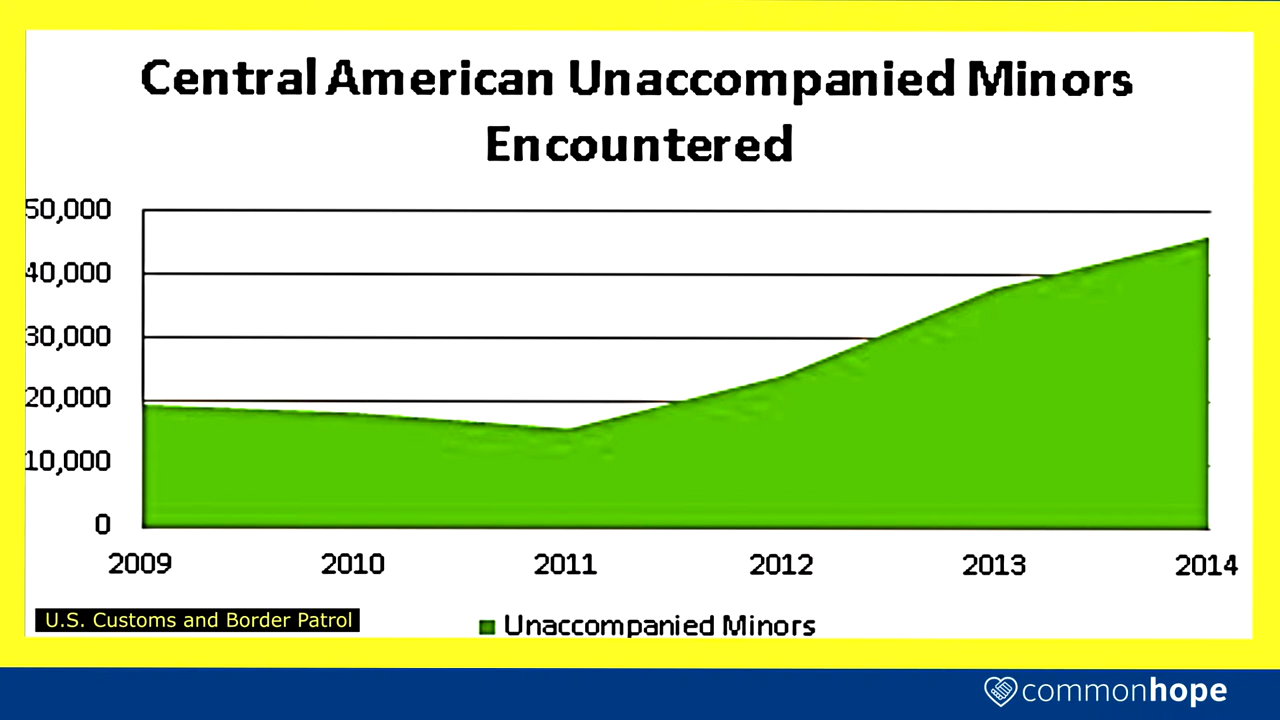 Central American Unaccompanied Minors
Encountered
50,000
40,000
30,000
20,000
10,000
0
2009 2010 2011 2012 2013 2014
U.S. Customs and Border Patrol
Unaccompanied Minors
commonhope